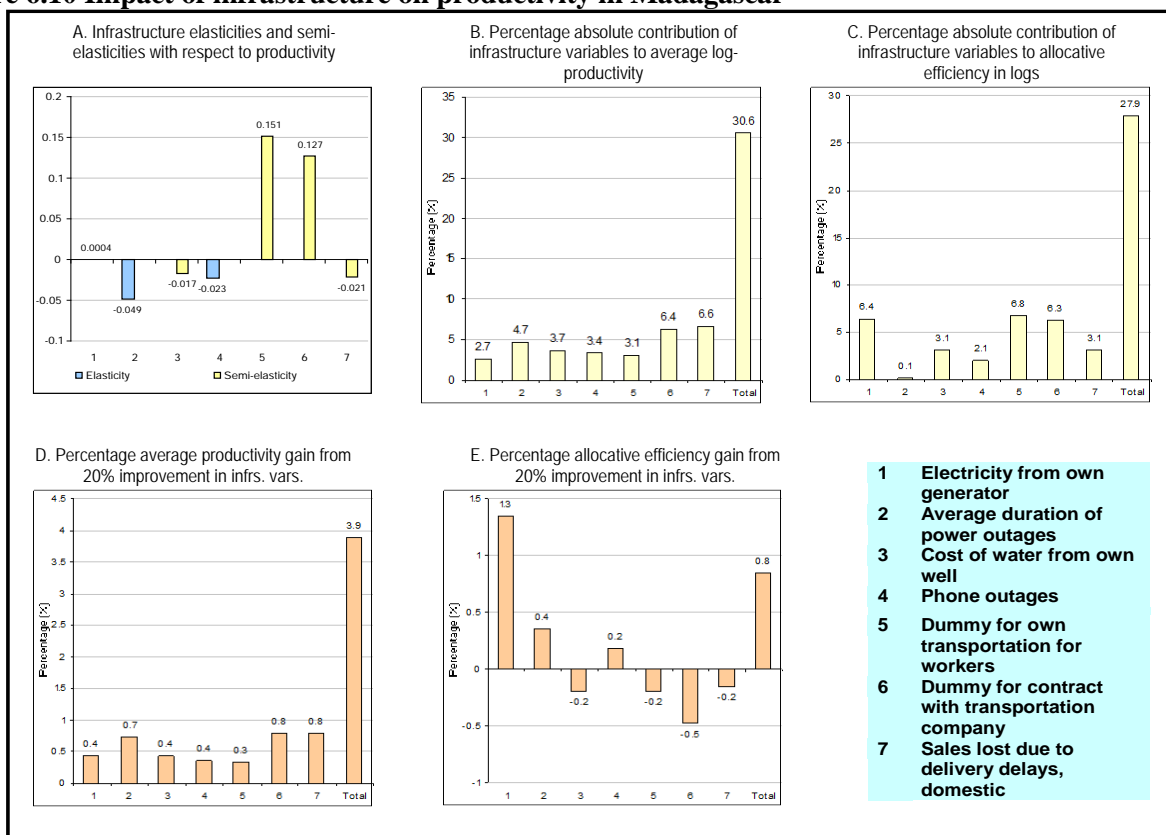 re 6.10 Impact of infrastructure on productivity in Madagascar
A. Infrastructure elasticities and semi-
elasticities with respect to productivity
0.2
0.15
0.1
0.05
0
-0.05
-0.1
0.0004
-0.049
-0.017
-0.023
0.151
0.127
-0.021
1 2 3 4 5 6 7
Elasticity Semi-elasticity
B. Percentage absolute contribution of
infrastructure variables to average log-
productivity
Percentage (%)
35
30
25
20
15
10
5
0
2.7
4.7
3.7
3.4
3.1
6.4
6.6
30.6
1 2 3 4 5 6 7 Total
C. Percentage absolute contribution of
infrastructure variables to allocative
efficiency in logs
Percentage (%)
30
25
20
15
10
5
0
6.4
0.1
3.1
2.1
6.8
6.3
3.1
27.9
1 2 3 4 5 6 7 Total
D. Percentage average productivity gain from
20% improvement in infrs. vars.
Percentage (%)
4.5
4
3.5
3
2.5
2
1.5
1
0.5
0
0.4
0.7
0.4
0.4
0.3
0.8
0.8
3.9
1 2 3 4 5 6 7 Total
E. Percentage allocative efficiency gain from
20% improvement in infrs. vars.
Percentage (%)
1.5
1
0.5
0
-0.5
-1
1.3
0.4
-0.2
0.2
-0.2
-0.5
-0.2
0.8
1 2 3 4 5 6 7 Total
1 Electricity from own
generator
2 Average duration of
power outages
3 Cost of water from own
well
4 Phone outages
5 Dummy for own
transportation for
workers
6 Dummy for contract
with transportation
company
7 Sales lost due to
delivery delays,
domestic